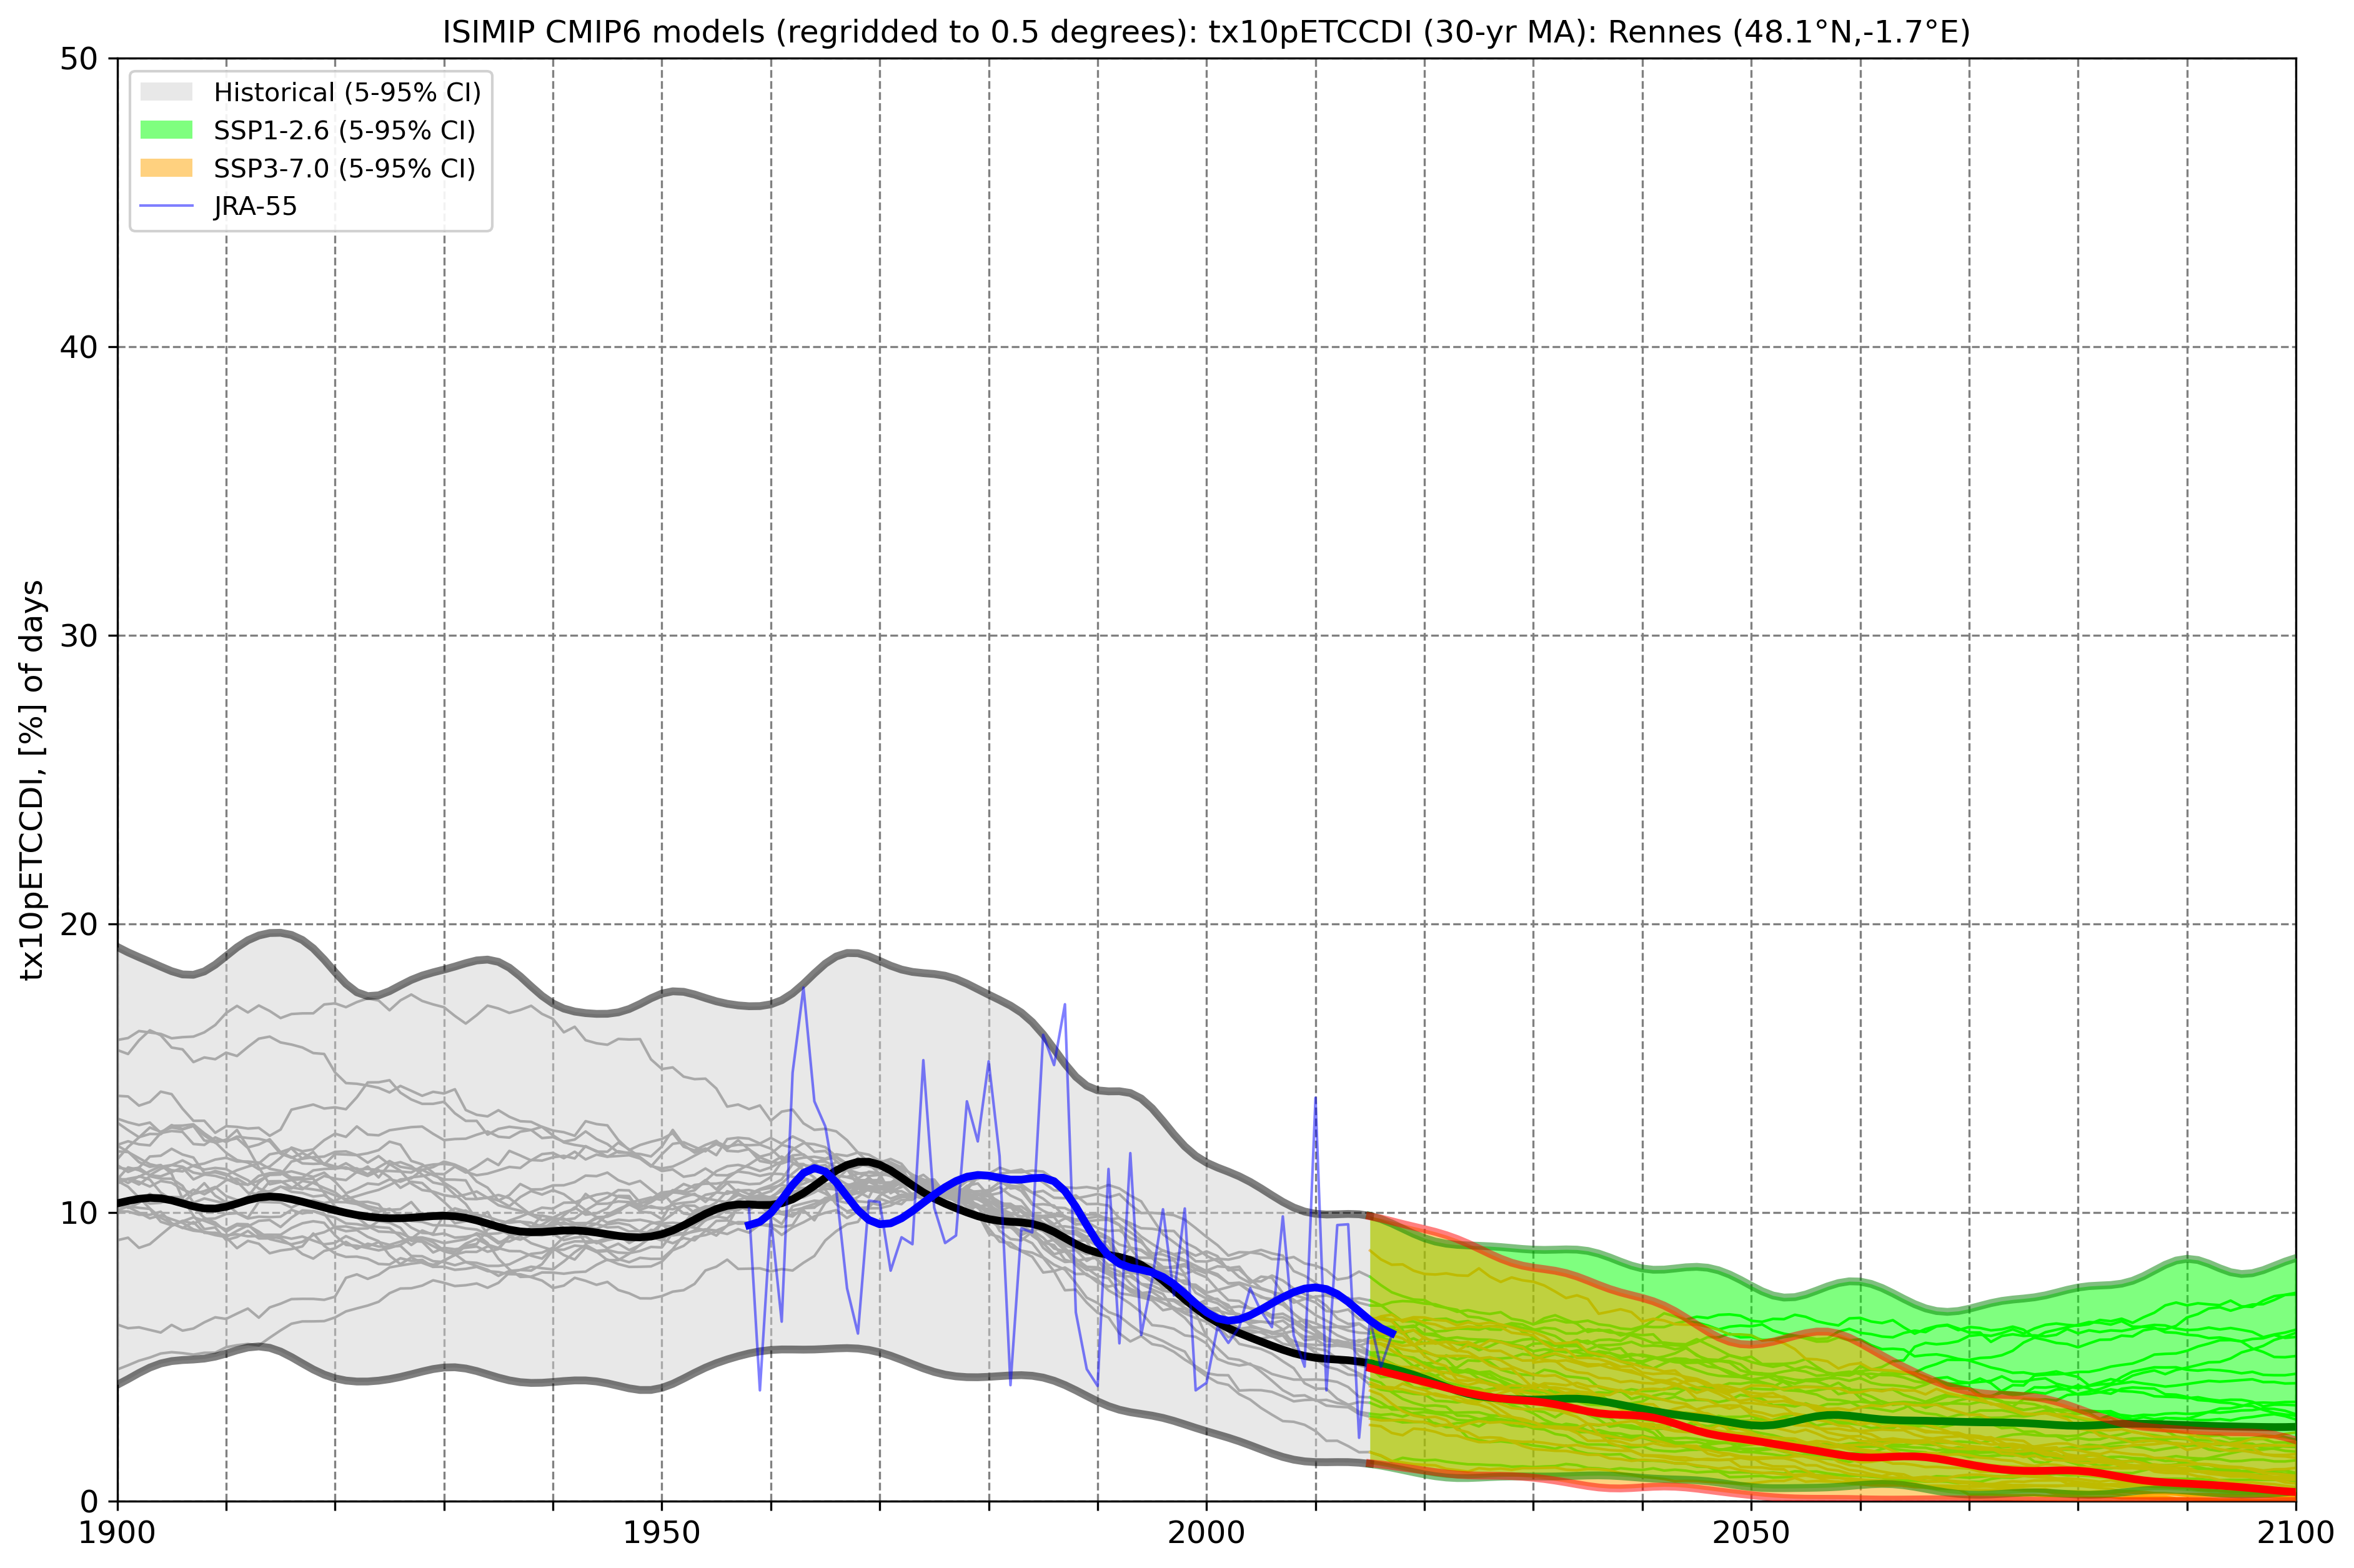 ISIMIP CMIP6 models (regridded to 0.5 degrees): tx10pETCCDI (30-yr MA): Rennes (48.1°N,-1.7°E)
Historical (5-95% CI)
SSP1-2.6 (5-95% CI)
SSP3-7.0 (5-95% CI)
JRA-55
tx10pETCCDI, [%] of days
50
40
30
20
10
0
1900 1950 2000 2050 2100